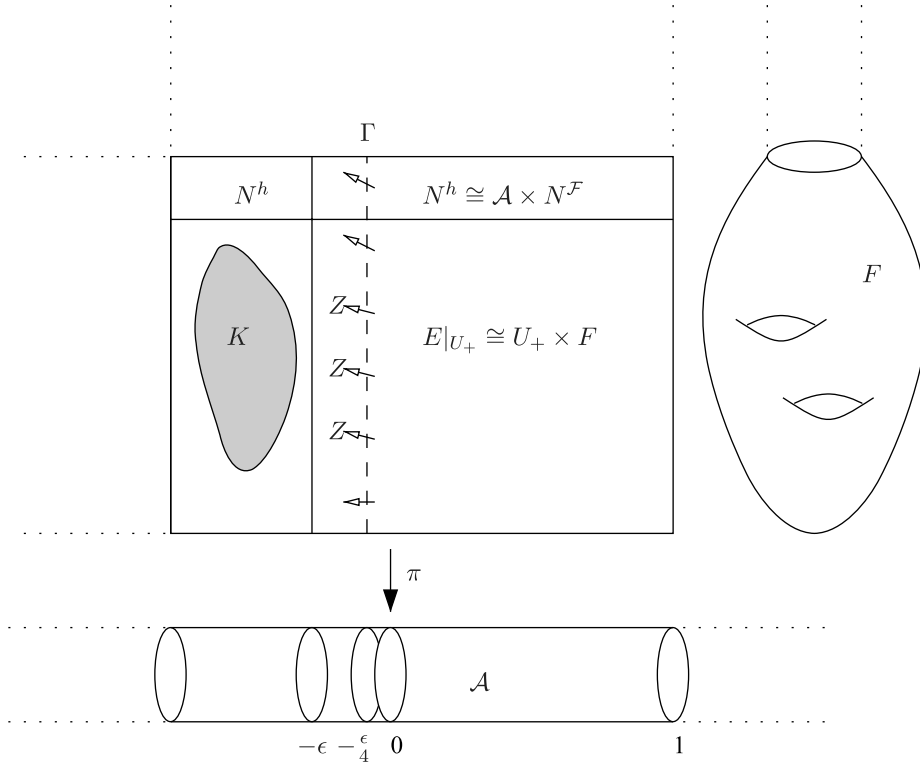 Γ
N^h
N^h ≅ 𝒜 × N^ℱ
F
Z
K
E|_{U_+} ≅ U_+ × F
Z
Z
π
𝒜
−ϵ −ϵ/4 0 1